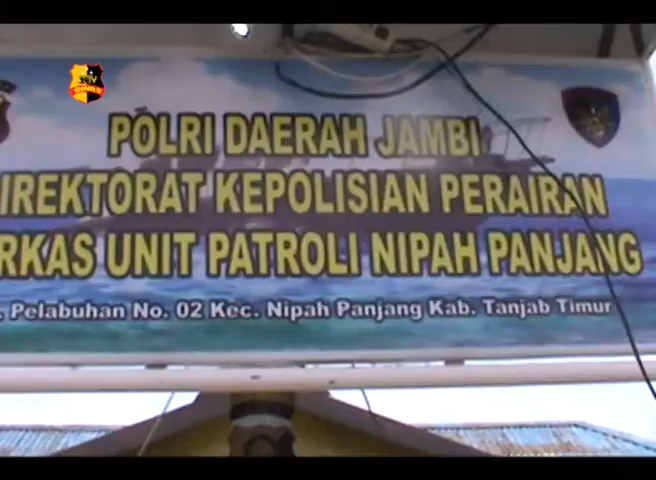 POLRI DAERAH JAMBI
IREKTORAT KEPOLISIAN PERAIRAN
RKAS UNIT PATROLI NIPAH PANJANG
. Pelabuhan No. 02 Kec. Nipah Panjang Kab. Tanjab Timur